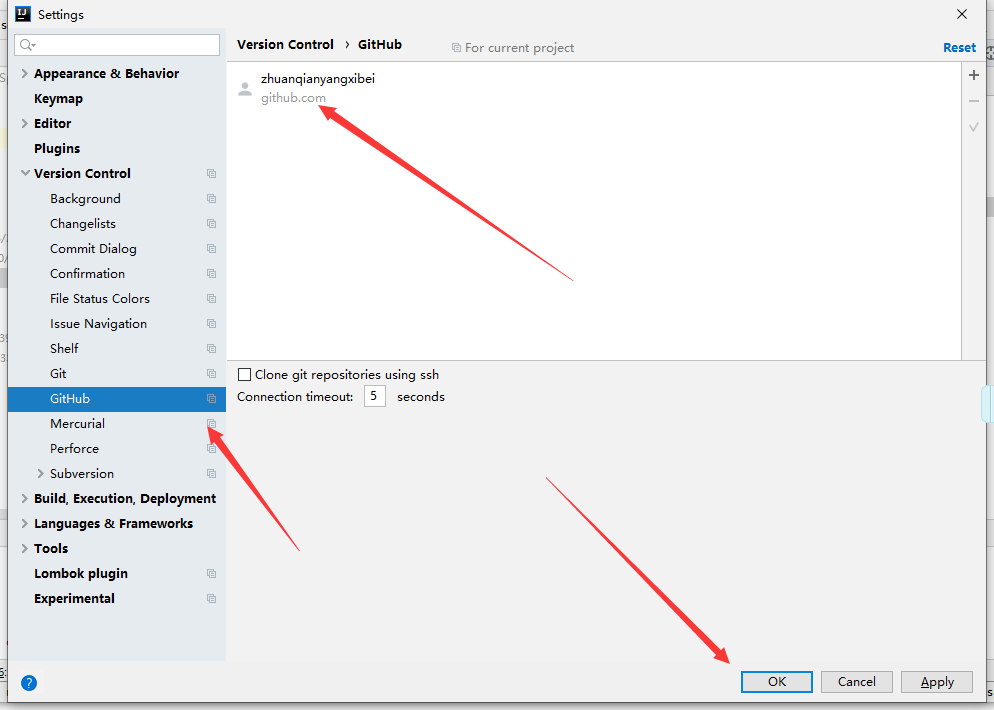 Settings
Version Control › GitHub
For current project
Reset
Appearance & Behavior
Keymap
Editor
Plugins
Version Control
Background
Changelists
Commit Dialog
Confirmation
File Status Colors
Issue Navigation
Shelf
Git
GitHub
Mercurial
Perforce
Subversion
Build, Execution, Deployment
Languages & Frameworks
Tools
Lombok plugin
Experimental
zhuanqianyangxibei
github.com
Clone git repositories using ssh
Connection timeout: 5 seconds
?
OK
Cancel
Apply